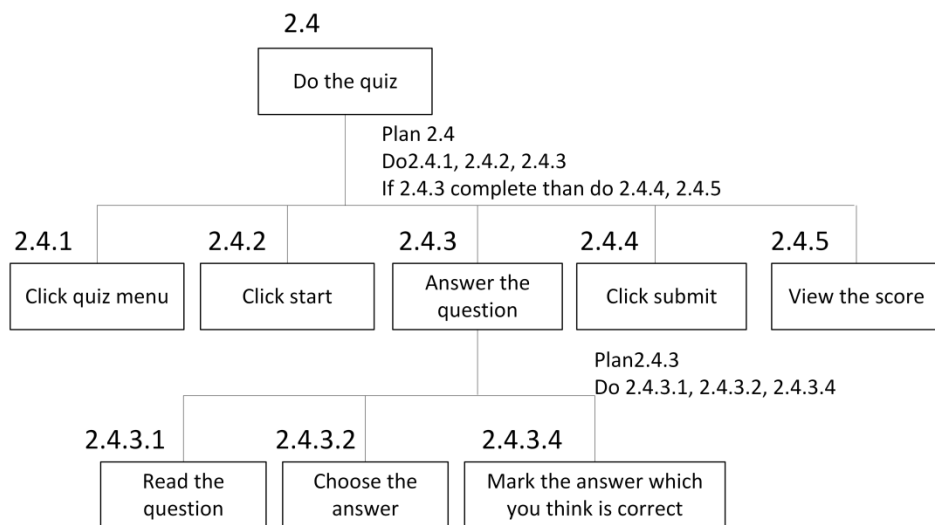 2.4
Do the quiz
Plan 2.4
Do2.4.1, 2.4.2, 2.4.3
If 2.4.3 complete than do 2.4.4, 2.4.5
2.4.1
2.4.2
2.4.3
2.4.4
2.4.5
Click quiz menu
Click start
Answer the
question
Click submit
View the score
Plan2.4.3
Do 2.4.3.1, 2.4.3.2, 2.4.3.4
2.4.3.1
2.4.3.2
2.4.3.4
Read the
question
Choose the
answer
Mark the answer which
you think is correct